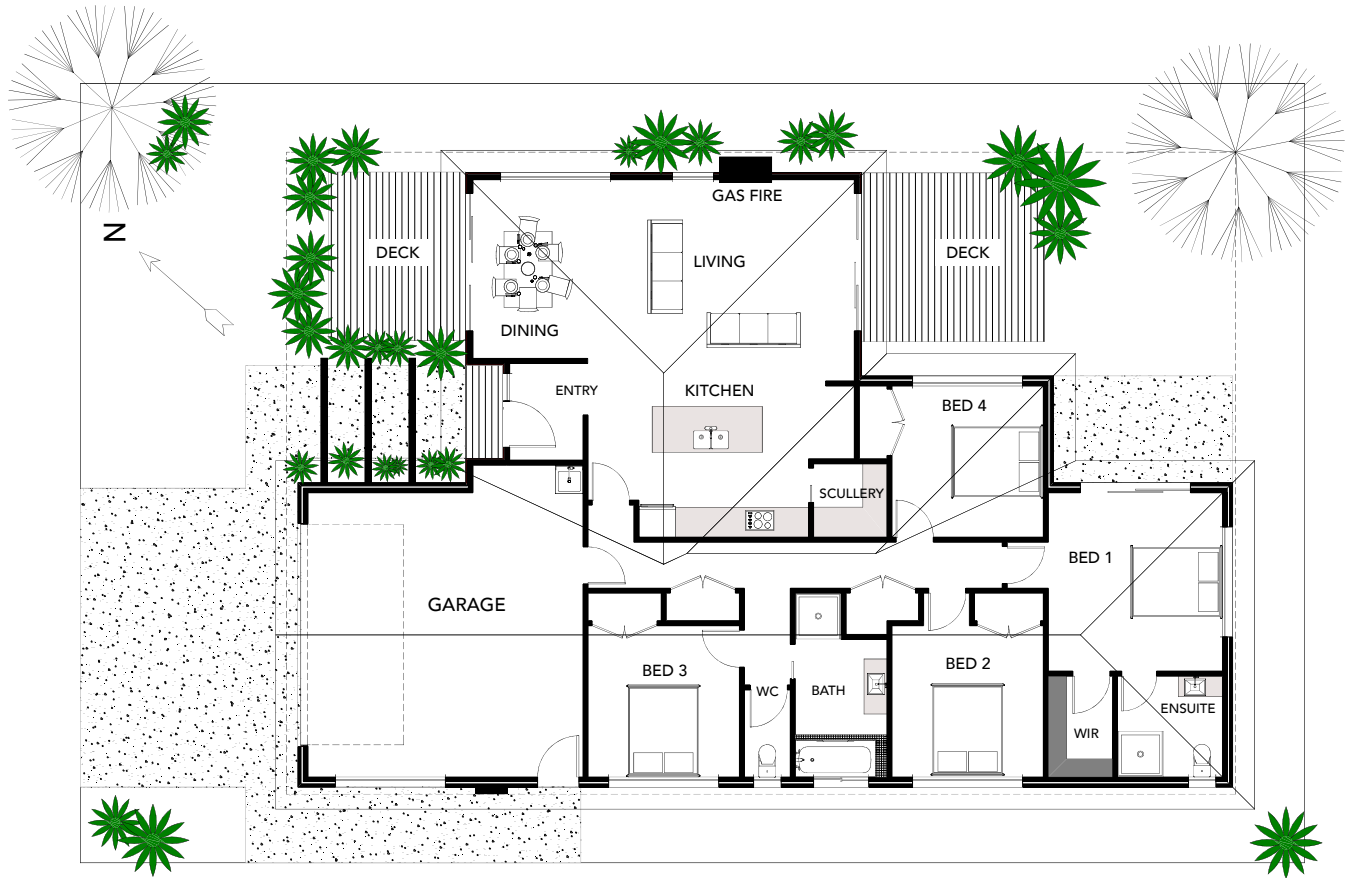 GAS FIRE
N
DECK
LIVING
DECK
DINING
ENTRY
KITCHEN
BED 4
SCULLERY
BED 1
GARAGE
BED 3
BED 2
WC
BATH
ENSUITE
WIR